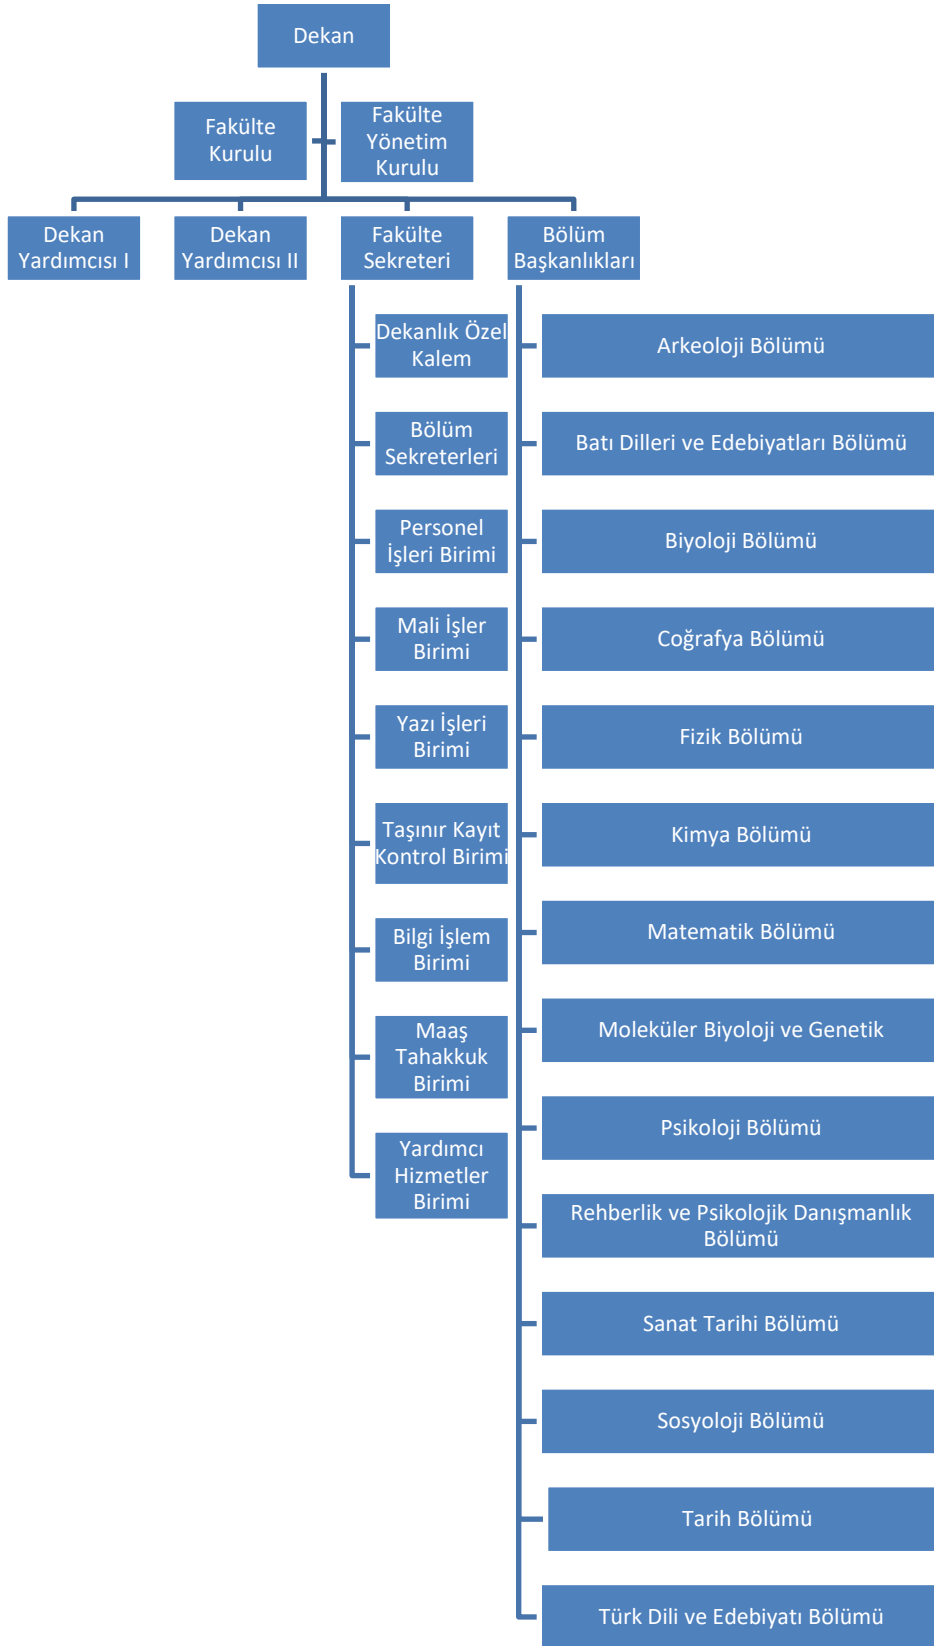 Dekan
Fakülte
Kurulu
Fakülte
Yönetim
Kurulu
Dekan
Yardımcısı I
Dekan
Yardımcısı II
Fakülte
Sekreteri
Bölüm
Başkanlıkları
Dekanlık Özel
Kalem
Bölüm
Sekreterleri
Personel
İşleri Birimi
Mali İşler
Birimi
Yazı İşleri
Birimi
Taşınır Kayıt
Kontrol Birimi
Bilgi İşlem
Birimi
Maaş
Tahakkuk
Birimi
Yardımcı
Hizmetler
Birimi
Arkeoloji Bölümü
Batı Dilleri ve Edebiyatları Bölümü
Biyoloji Bölümü
Coğrafya Bölümü
Fizik Bölümü
Kimya Bölümü
Matematik Bölümü
Moleküler Biyoloji ve Genetik
Psikoloji Bölümü
Rehberlik ve Psikolojik Danışmanlık
Bölümü
Sanat Tarihi Bölümü
Sosyoloji Bölümü
Tarih Bölümü
Türk Dili ve Edebiyatı Bölümü